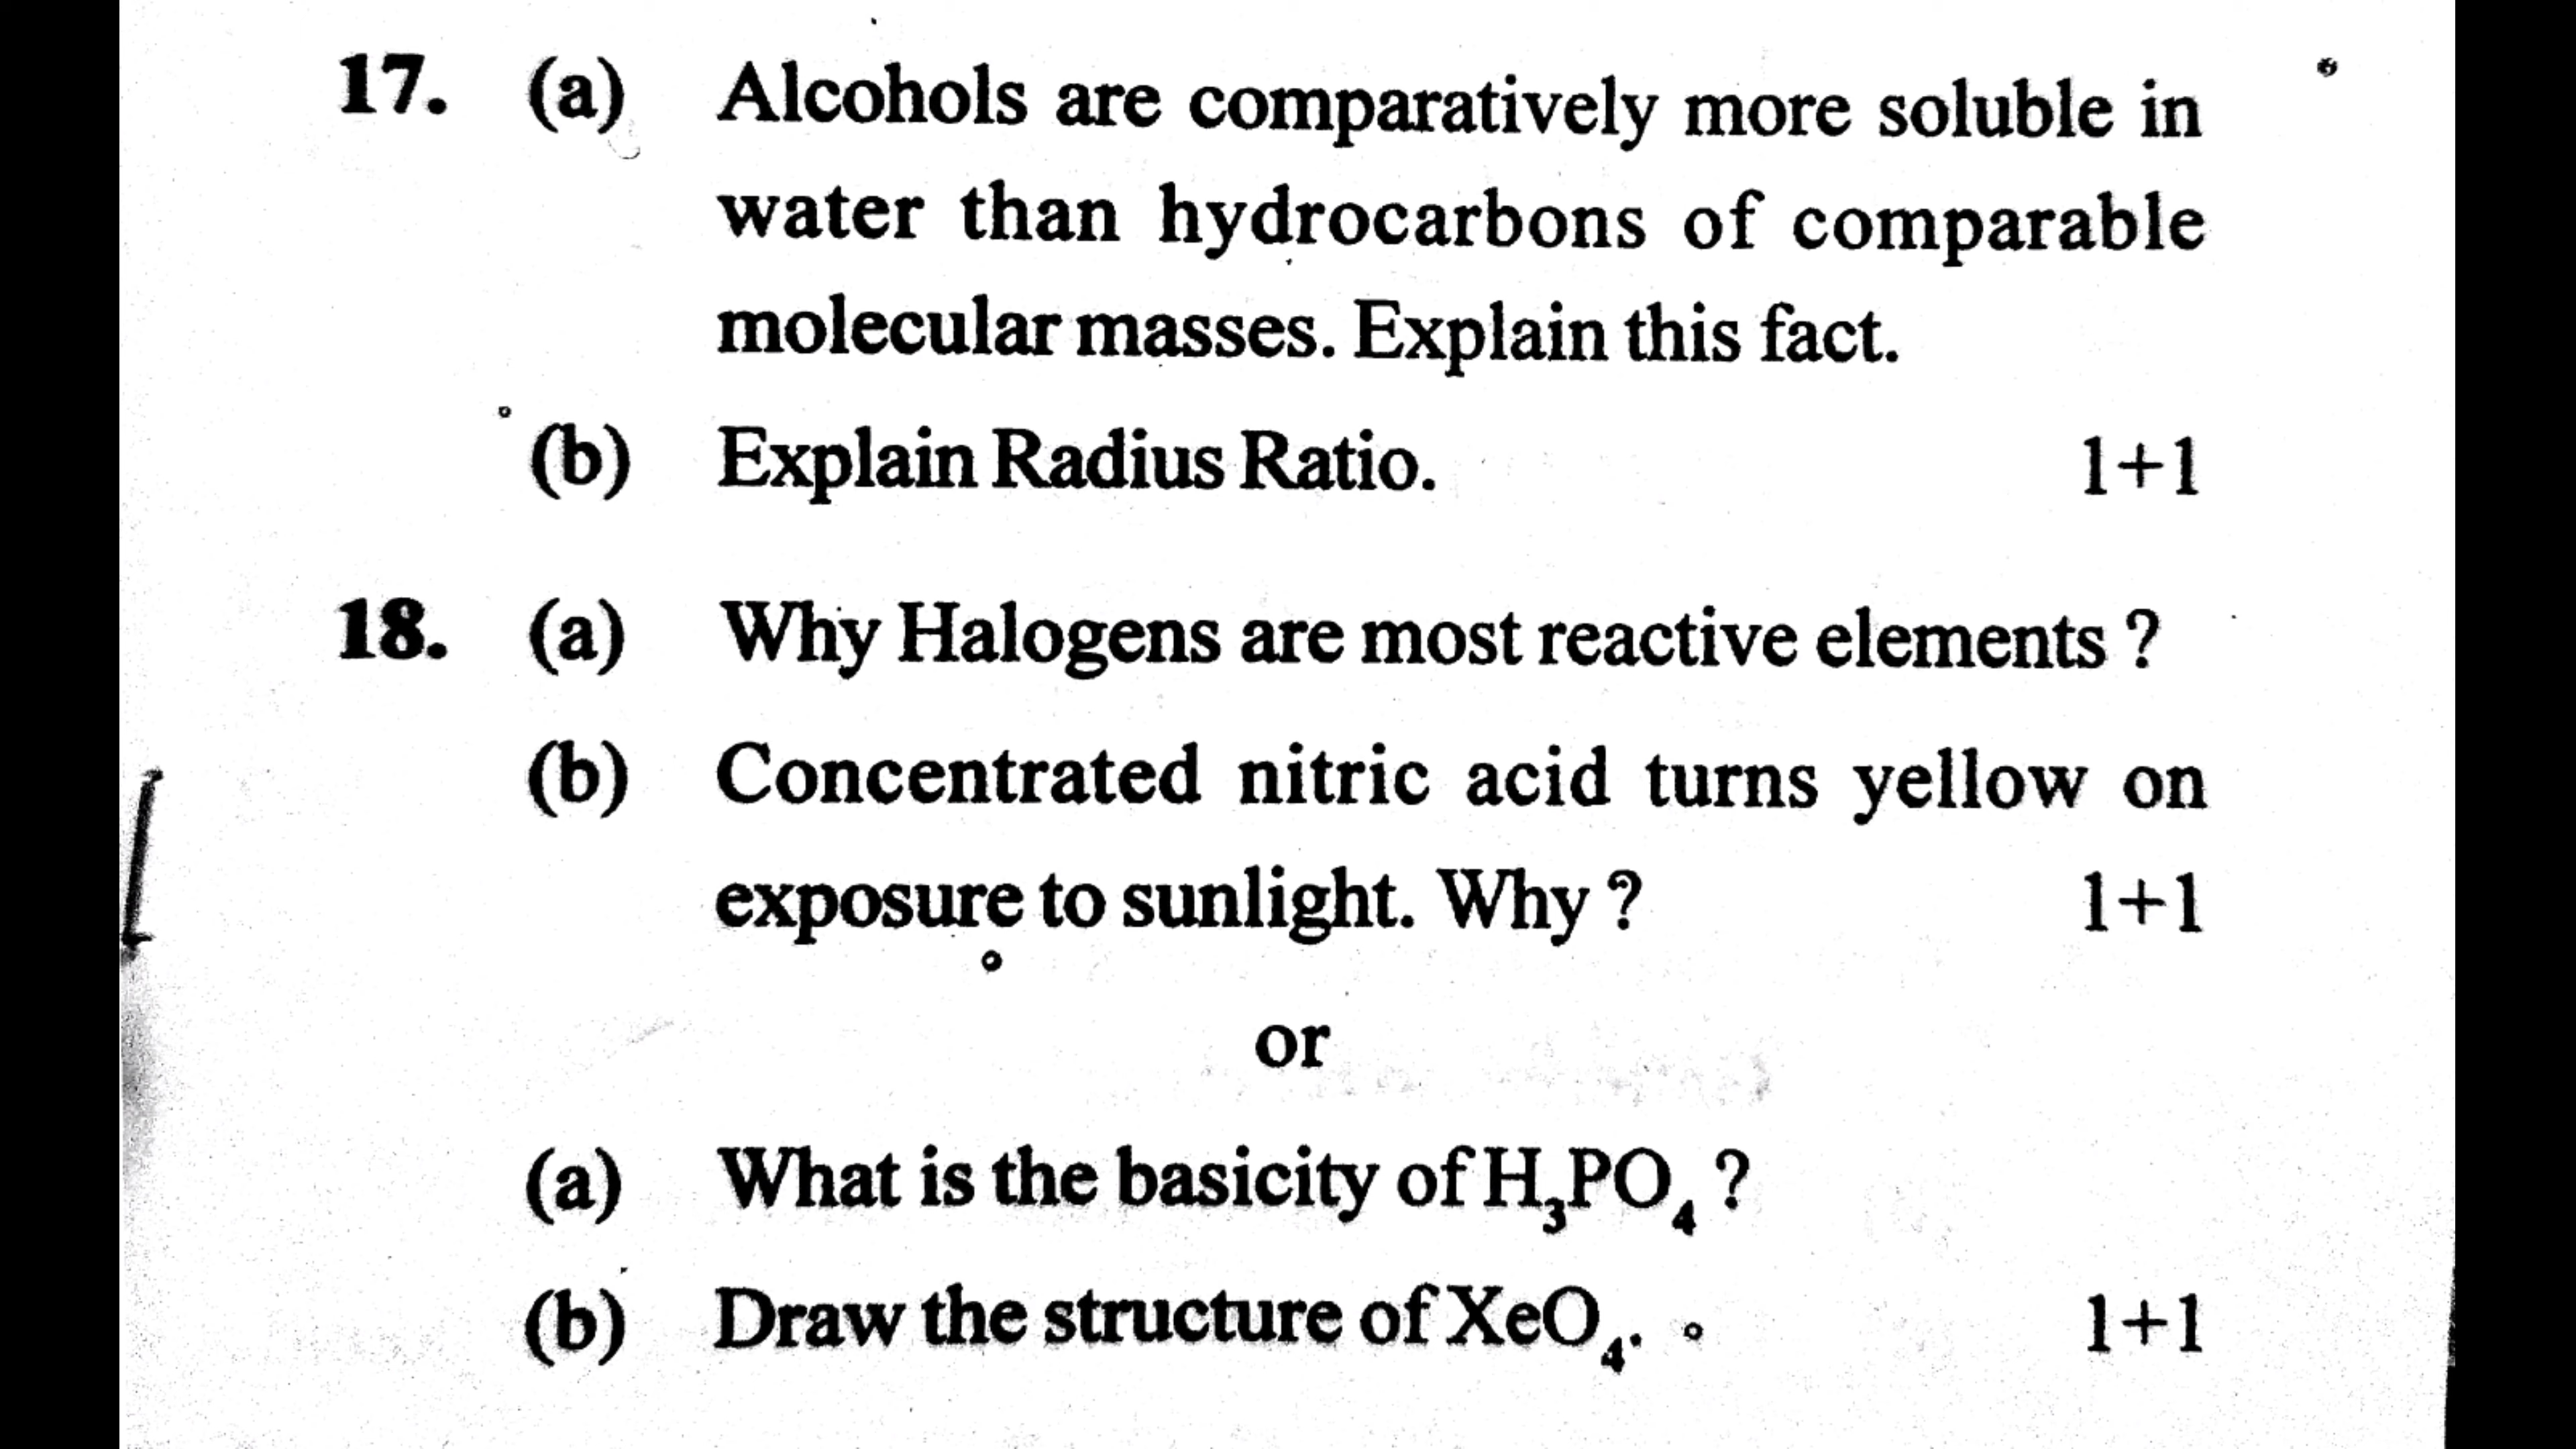 17. (a) Alcohols are comparatively more soluble in
water than hydrocarbons of comparable
molecular masses. Explain this fact.
(b) Explain Radius Ratio. 1+1
18. (a) Why Halogens are most reactive elements ?
(b) Concentrated nitric acid turns yellow on
exposure to sunlight. Why ? 1+1
or
(a) What is the basicity of H₃PO₄ ?
(b) Draw the structure of XeO₄. 1+1